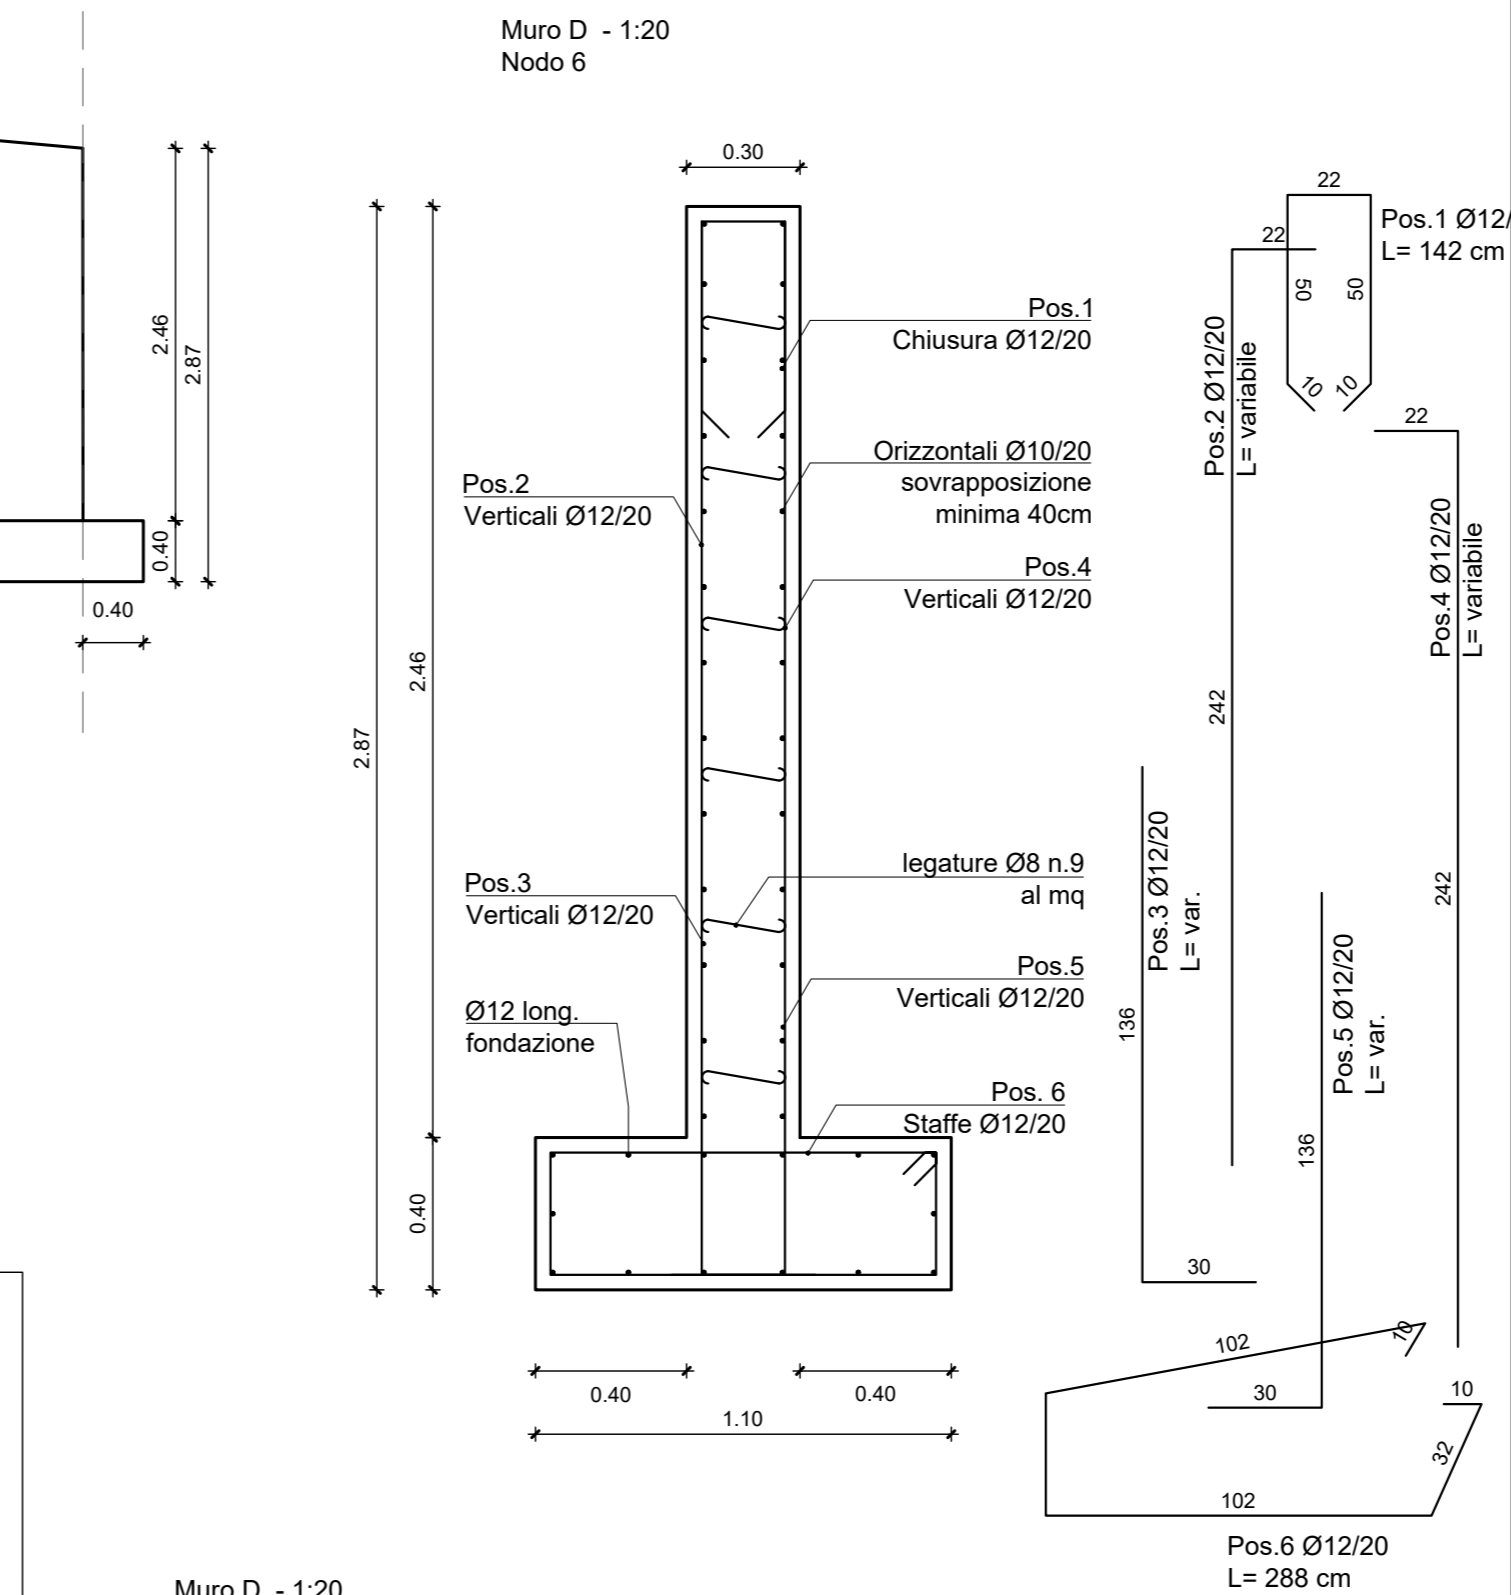 Muro D - 1:20
Nodo 6
2.46
2.87
0.40
0.40
0.30
2.46
2.87
0.40
Pos.1
Chiusura Ø12/20
Orizzontali Ø10/20
sovrapposizione
minima 40cm
Pos.2
Verticali Ø12/20
Pos.4
Verticali Ø12/20
legature Ø8 n.9
al mq
Pos.3
Verticali Ø12/20
Pos.5
Verticali Ø12/20
Ø12 long.
fondazione
Pos. 6
Staffe Ø12/20
0.40
0.40
1.10
22
50
50
10
10
Pos.1 Ø12/
L= 142 cm
22
Pos.2 Ø12/20
L= variabile
242
22
Pos.4 Ø12/20
L= variabile
242
Pos.3 Ø12/20
L= var.
136
30
Pos.5 Ø12/20
L= var.
136
30
102
10
10
32
102
Pos.6 Ø12/20
L= 288 cm
Muro D - 1:20